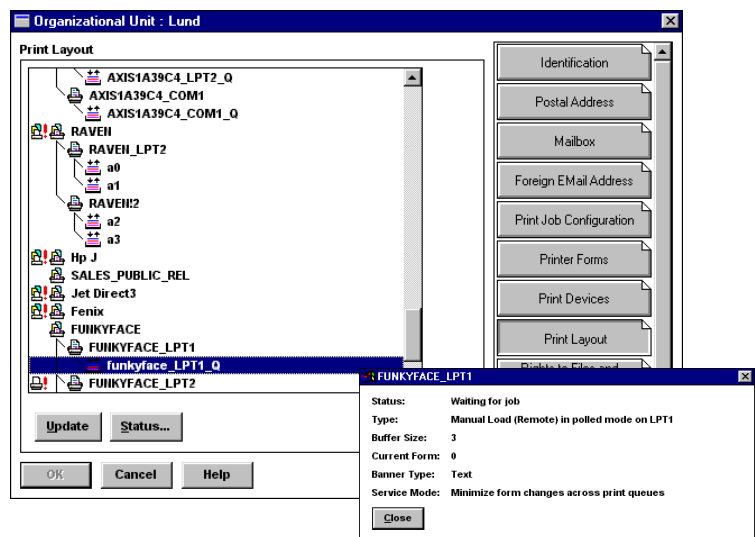 Organizational Unit : Lund
Print Layout
AXIS1A39C4_LPT2_Q
AXIS1A39C4_COM1
AXIS1A39C4_COM1_Q
RAVEN
RAVEN_LPT2
a0
a1
RAVEN!2
a2
a3
Hp J
SALES_PUBLIC_REL
Jet Direct3
Fenix
FUNKYFACE
FUNKYFACE_LPT1
funkyface_LPT1_Q
FUNKYFACE_LPT2
Update
Status...
OK
Cancel
Help
Identification
Postal Address
Mailbox
Foreign EMail Address
Print Job Configuration
Printer Forms
Print Devices
Print Layout
Rights to Files and
FUNKYFACE_LPT1
Status: Waiting for job
Type: Manual Load (Remote) in polled mode on LPT1
Buffer Size: 3
Current Form: 0
Banner Type: Text
Service Mode: Minimize form changes across print queues
Close